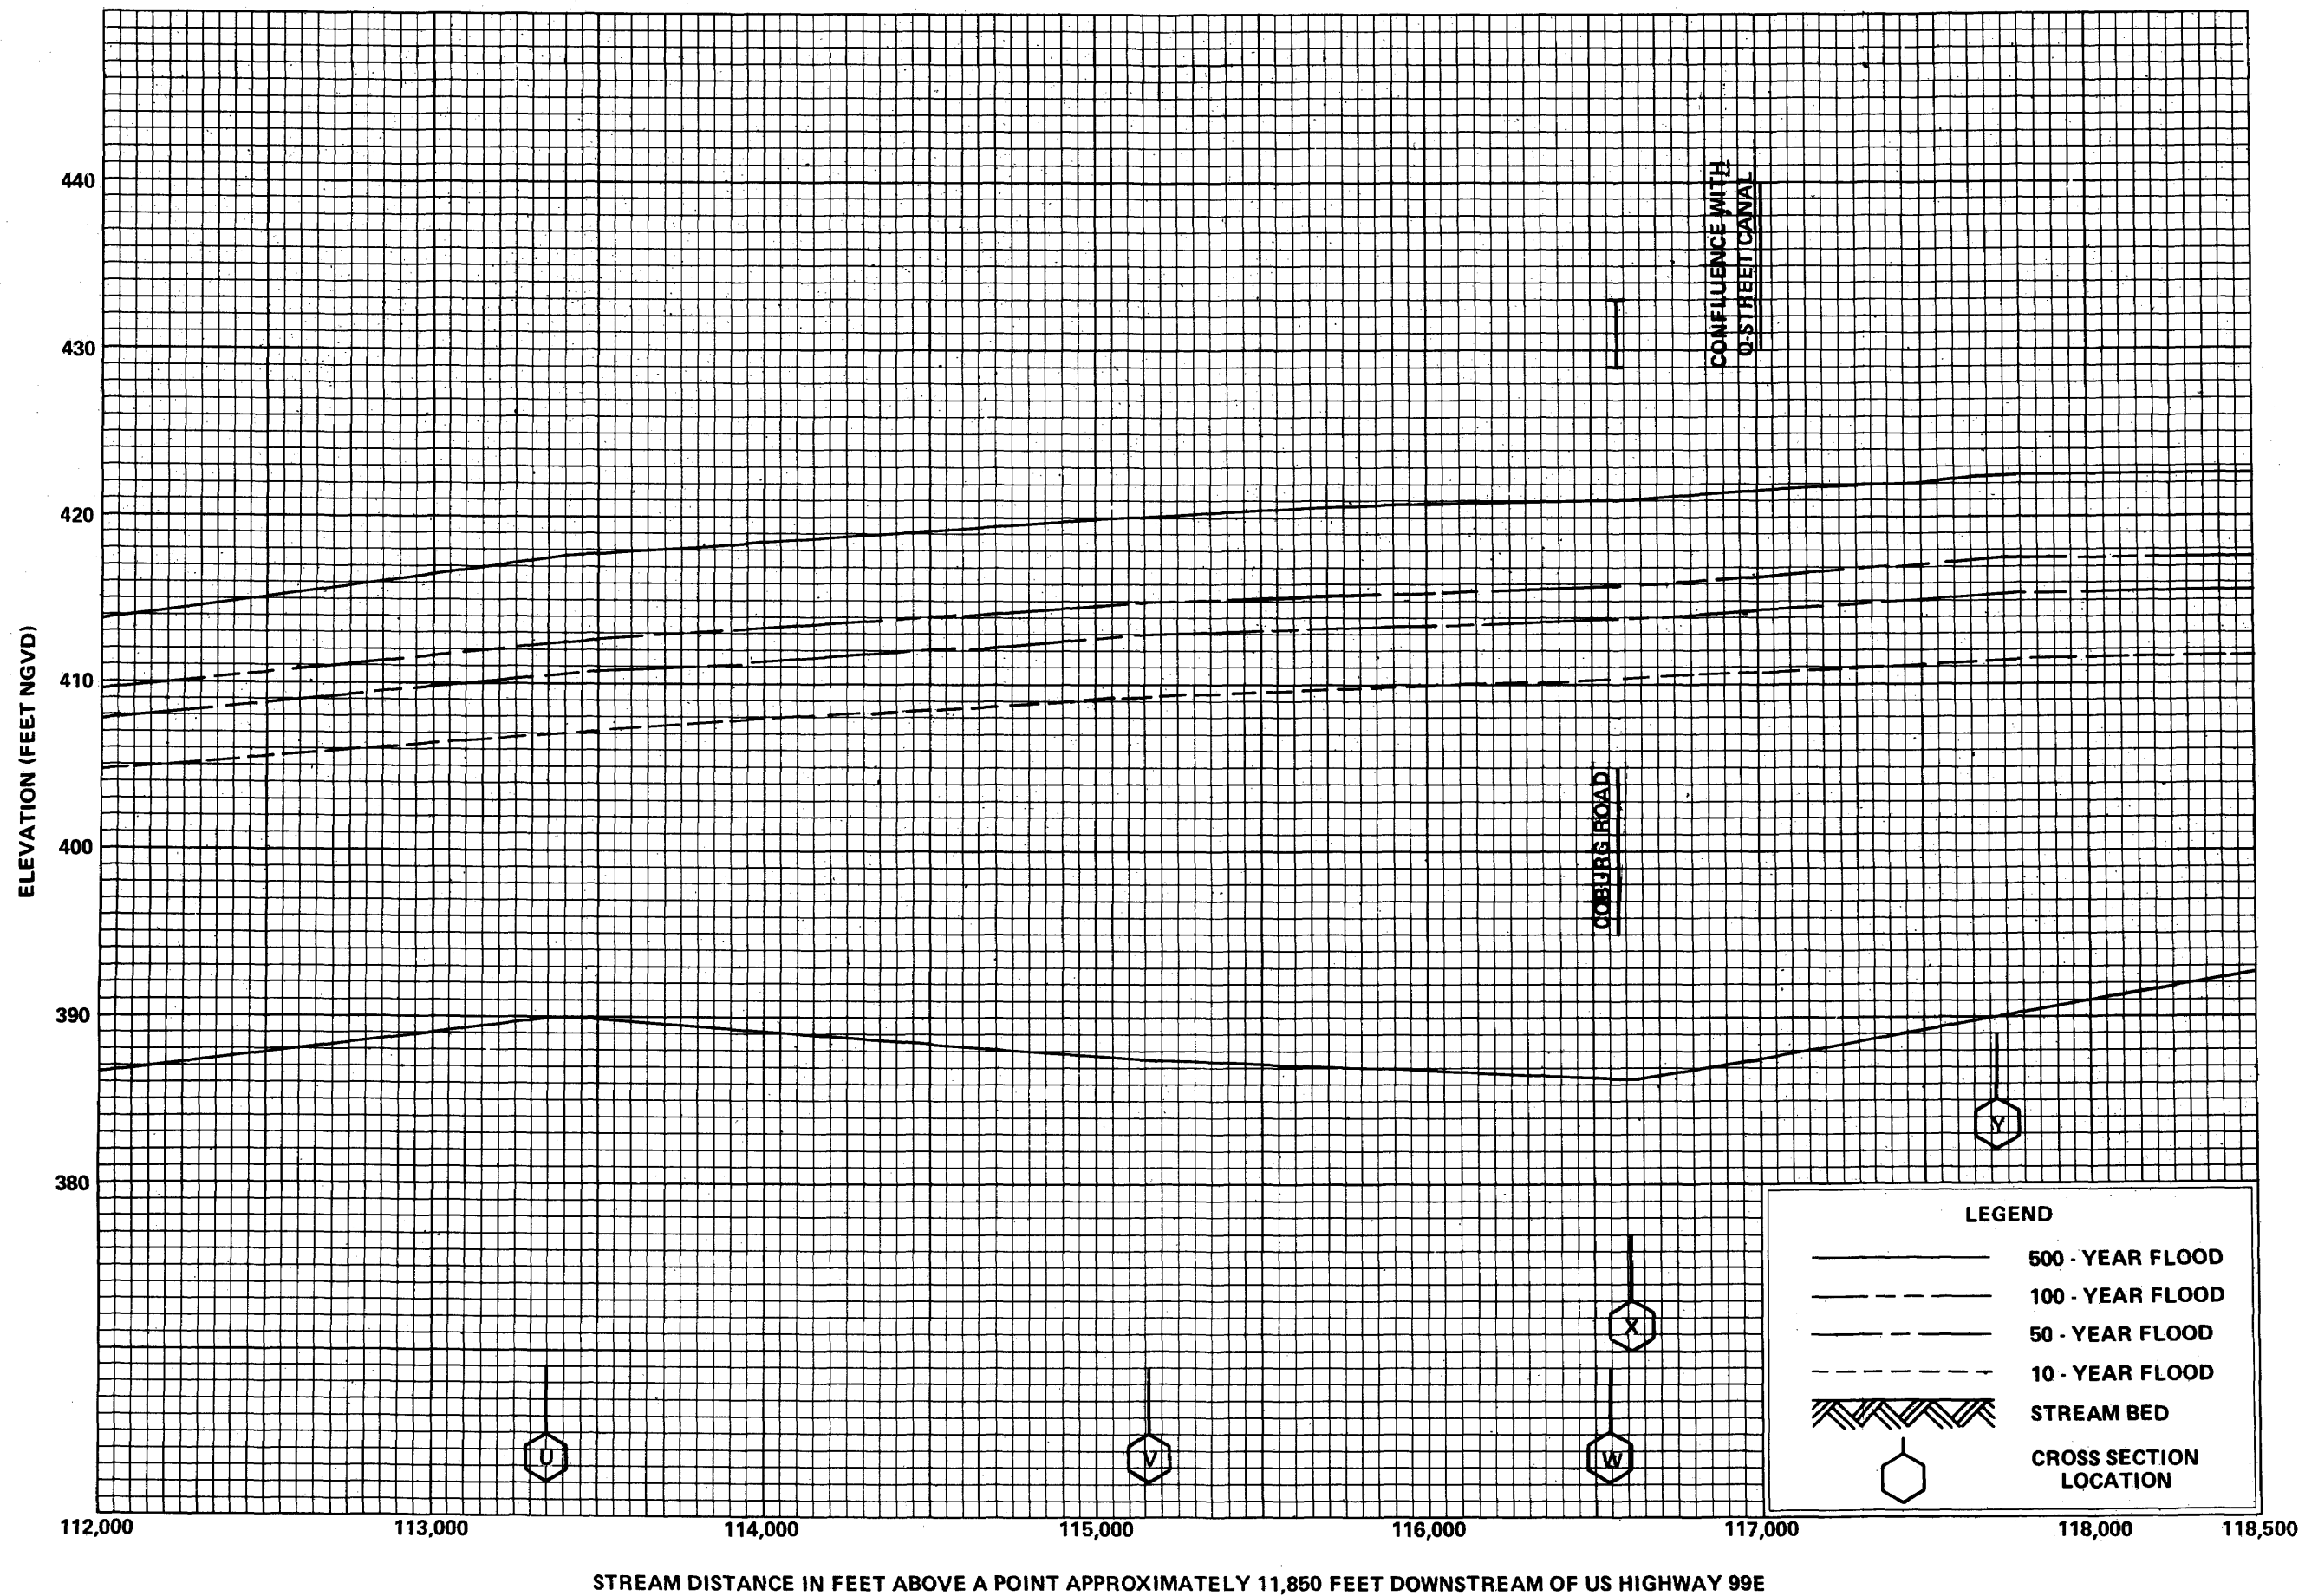 CONFLUENCE WITH
Q-STREET CANAL
440
430
420
410
400
390
380
ELEVATION (FEET NGVD)
COBURG ROAD
Y
X
U
V
W
LEGEND
500 - YEAR FLOOD
100 - YEAR FLOOD
50 - YEAR FLOOD
10 - YEAR FLOOD
STREAM BED
CROSS SECTION
LOCATION
112,000 113,000 114,000 115,000 116,000 117,000 118,000 118,500
STREAM DISTANCE IN FEET ABOVE A POINT APPROXIMATELY 11,850 FEET DOWNSTREAM OF US HIGHWAY 99E